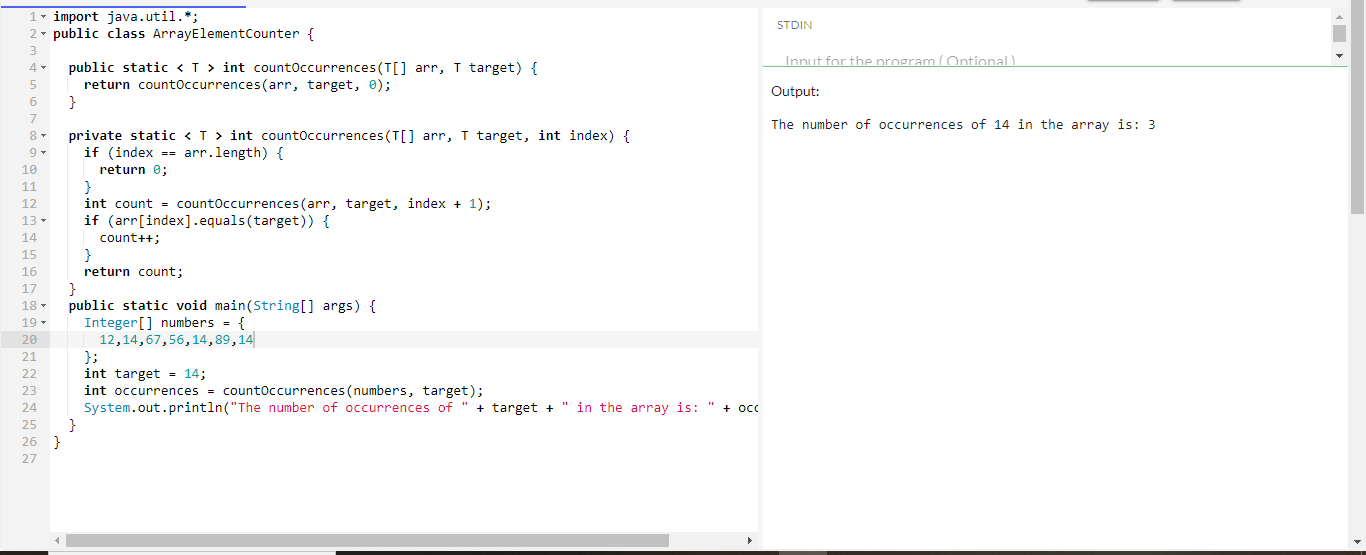 1 import java.util.*;
2 public class ArrayElementCounter {
3
4 public static < T > int countOccurrences(T[] arr, T target) {
5 return countOccurrences(arr, target, 0);
6 }
7
8 private static < T > int countOccurrences(T[] arr, T target, int index) {
9 if (index == arr.length) {
10 return 0;
11 }
12 int count = countOccurrences(arr, target, index + 1);
13 if (arr[index].equals(target)) {
14 count++;
15 }
16 return count;
17 }
18 public static void main(String[] args) {
19 Integer[] numbers = {
20 12,14,67,56,14,89,14
21 };
22 int target = 14;
23 int occurrences = countOccurrences(numbers, target);
24 System.out.println("The number of occurrences of " + target + " in the array is: " + occ
25 }
26 }
27
STDIN
Input for the program ( Optional )
Output:
The number of occurrences of 14 in the array is: 3